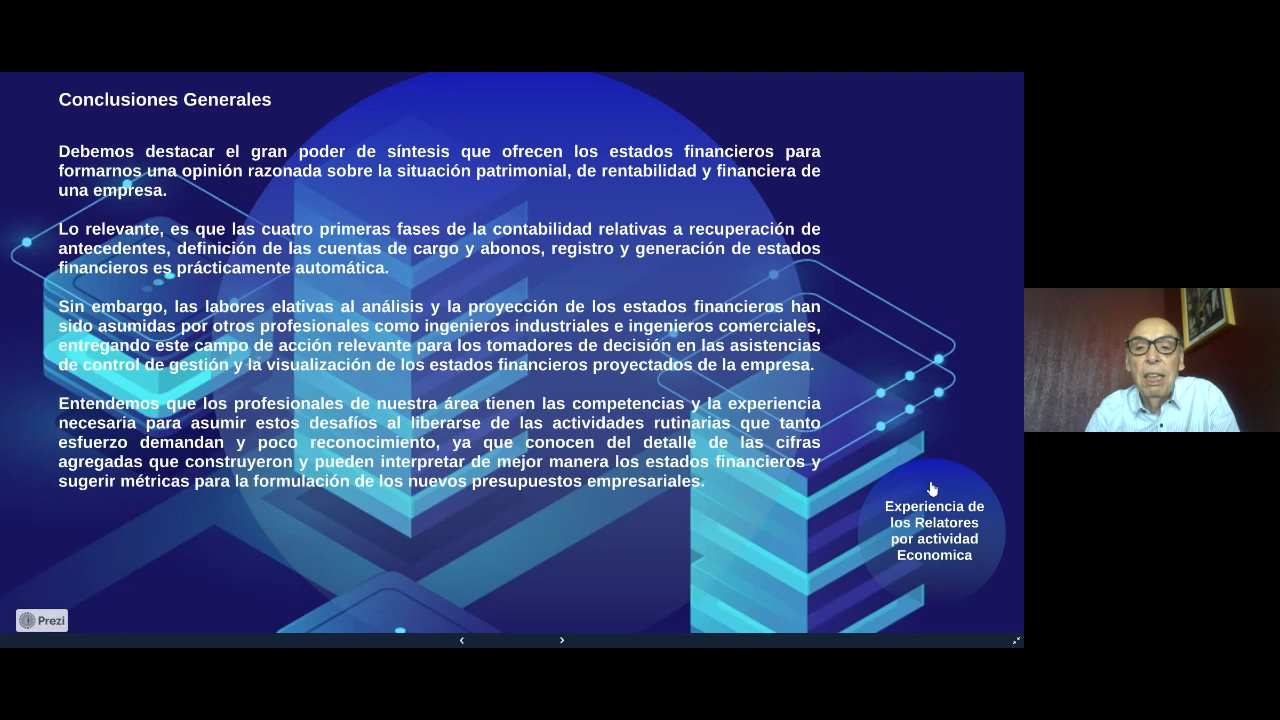 Conclusiones Generales
Debemos destacar el gran poder de síntesis que ofrecen los estados financieros para
formarnos una opinión razonada sobre la situación patrimonial, de rentabilidad y financiera de
una empresa.
Lo relevante, es que las cuatro primeras fases de la contabilidad relativas a recuperación de
antecedentes, definición de las cuentas de cargo y abonos, registro y generación de estados
financieros es prácticamente automática.
Sin embargo, las labores elativas al análisis y la proyección de los estados financieros han
sido asumidas por otros profesionales como ingenieros industriales e ingenieros comerciales,
entregando este campo de acción relevante para los tomadores de decisión en las asistencias
de control de gestión y la visualización de los estados financieros proyectados de la empresa.
Entendemos que los profesionales de nuestra área tienen las competencias y la experiencia
necesaria para asumir estos desafíos al liberarse de las actividades rutinarias que tanto
esfuerzo demandan y poco reconocimiento, ya que conocen del detalle de las cifras
agregadas que construyeron y pueden interpretar de mejor manera los estados financieros y
sugerir métricas para la formulación de los nuevos presupuestos empresariales.
Experiencia de
los Relatores
por actividad
Economica
Prezi